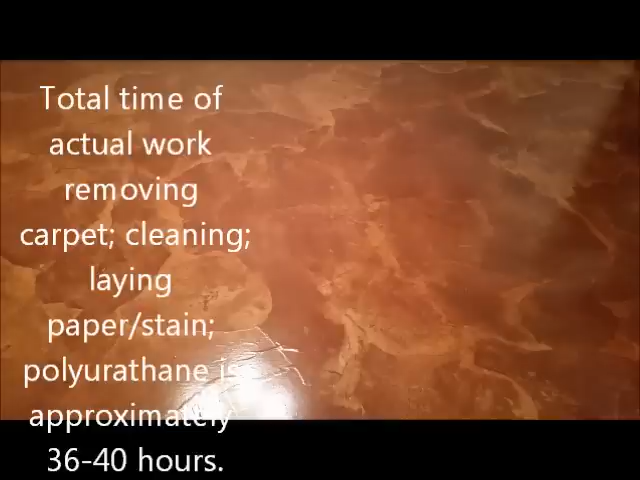 Total time of
actual work
removing
carpet; cleaning;
laying
paper/stain;
polyurathane is
approximately
36-40 hours.